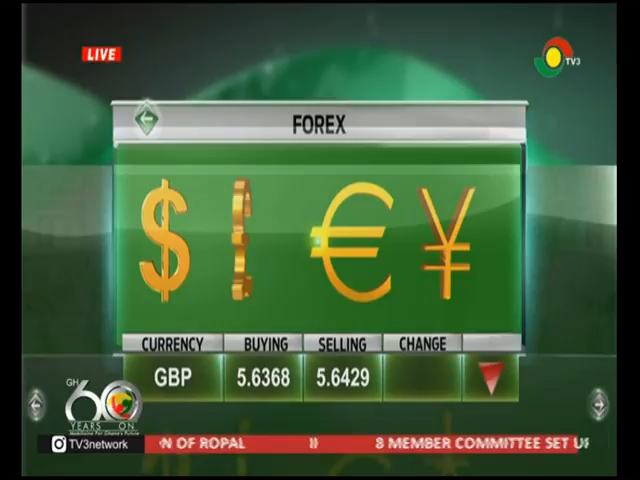 LIVE
TV3
FOREX
$ £ € ¥
CURRENCY BUYING SELLING CHANGE
GBP 5.6368 5.6429
GH
60
YEARS ON
TV3network
N OF ROPAL
8 MEMBER COMMITTEE SET UP